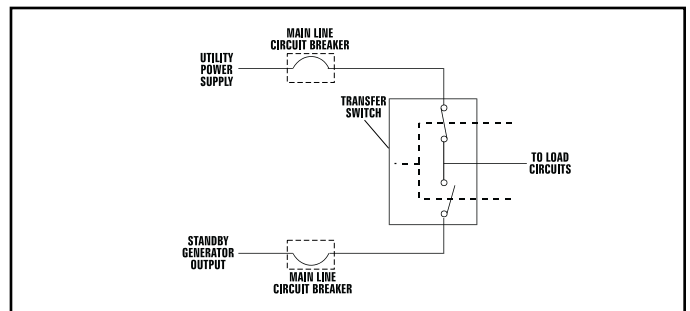 MAIN LINE
CIRCUIT BREAKER
UTILITY
POWER
SUPPLY
TRANSFER
SWITCH
TO LOAD
CIRCUITS
STANDBY
GENERATOR
OUTPUT
MAIN LINE
CIRCUIT BREAKER